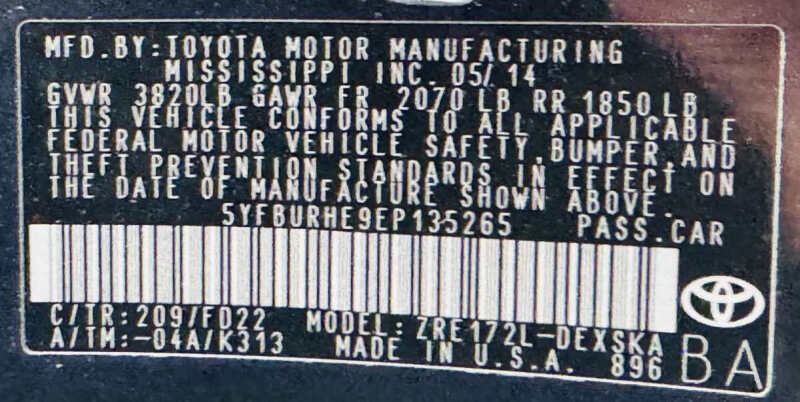 MFD. BY: TOYOTA MOTOR MANUFACTURING
MISSISSIPPI INC. 05/14
GVWR 3820LB GAWR FR 2070 LB RR 1850 LB
THIS VEHICLE CONFORMS TO ALL APPLICABLE
FEDERAL MOTOR VEHICLE SAFETY, BUMPER, AND
THEFT PREVENTION STANDARDS IN EFFECT ON
THE DATE OF MANUFACTURE SHOWN ABOVE.
5YFBURHE9EP135265 PASS. CAR
C/TR: 209/FD22 MODEL: ZRE172L-DEXSKA
A/TM:-04A/K313 MADE IN U.S.A. 896 BA